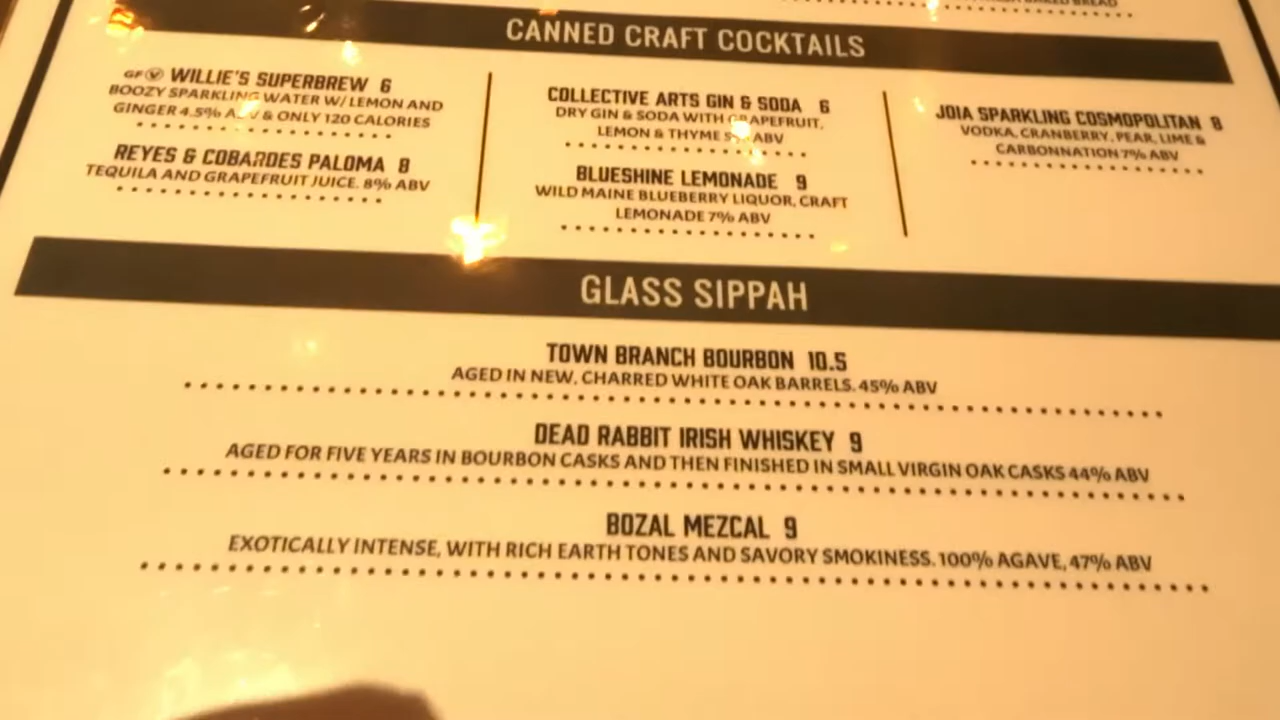 BAKED BREAD
CANNED CRAFT COCKTAILS
GF V WILLIE'S SUPERBREW 6
BOOZY SPARKLING WATER W/ LEMON AND
GINGER 4.5% ABV & ONLY 120 CALORIES
REYES & COBARDES PALOMA 8
TEQUILA AND GRAPEFRUIT JUICE. 8% ABV
COLLECTIVE ARTS GIN & SODA 6
DRY GIN & SODA WITH GRAPEFRUIT,
LEMON & THYME ABV
BLUESHINE LEMONADE 9
WILD MAINE BLUEBERRY LIQUOR, CRAFT
LEMONADE 7% ABV
JOIA SPARKLING COSMOPOLITAN 8
VODKA, CRANBERRY, PEAR, LIME &
CARBONNATION 7% ABV
GLASS SIPPAH
TOWN BRANCH BOURBON 10.5
AGED IN NEW, CHARRED WHITE OAK BARRELS. 45% ABV
DEAD RABBIT IRISH WHISKEY 9
AGED FOR FIVE YEARS IN BOURBON CASKS AND THEN FINISHED IN SMALL VIRGIN OAK CASKS 44% ABV
BOZAL MEZCAL 9
EXOTICALLY INTENSE, WITH RICH EARTH TONES AND SAVORY SMOKINESS. 100% AGAVE, 47% ABV